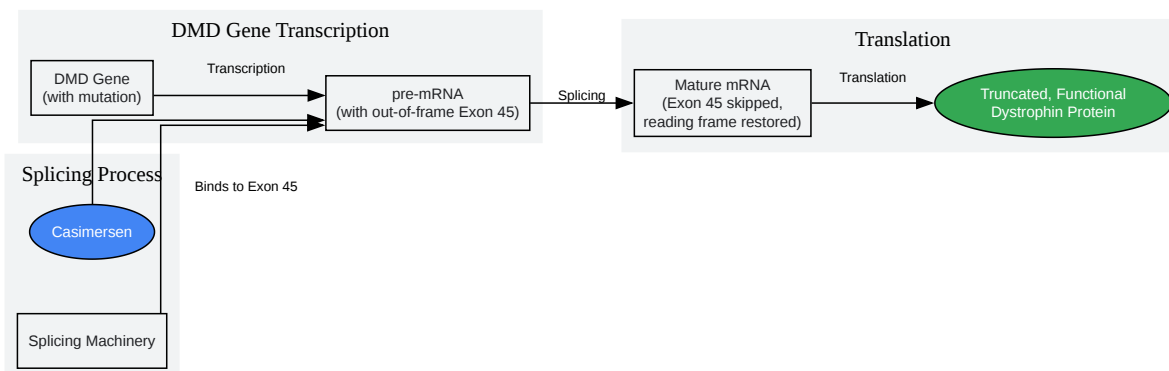 DMD Gene Transcription
DMD Gene
(with mutation)
Transcription
pre-mRNA
(with out-of-frame Exon 45)
Splicing
Translation
Mature mRNA
(Exon 45 skipped,
reading frame restored)
Translation
Truncated, Functional
Dystrophin Protein
Splicing Process
Binds to Exon 45
Casimersen
Splicing Machinery